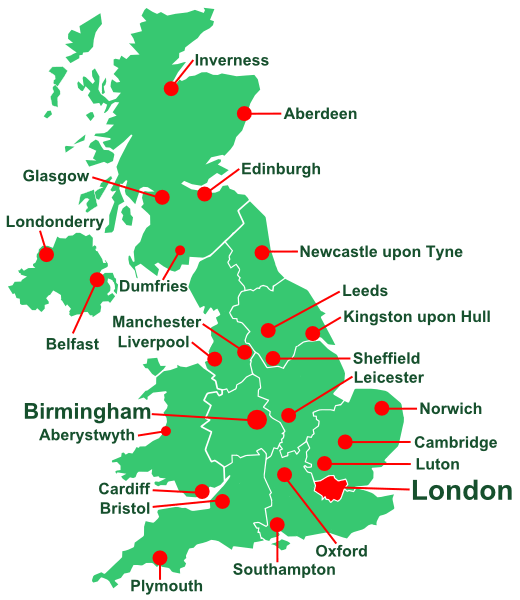 Inverness
Aberdeen
Edinburgh
Glasgow
Londonderry
Newcastle upon Tyne
Dumfries
Leeds
Kingston upon Hull
Manchester
Liverpool
Belfast
Sheffield
Leicester
Birmingham
Norwich
Aberystwyth
Cambridge
Luton
Cardiff
London
Bristol
Oxford
Southampton
Plymouth